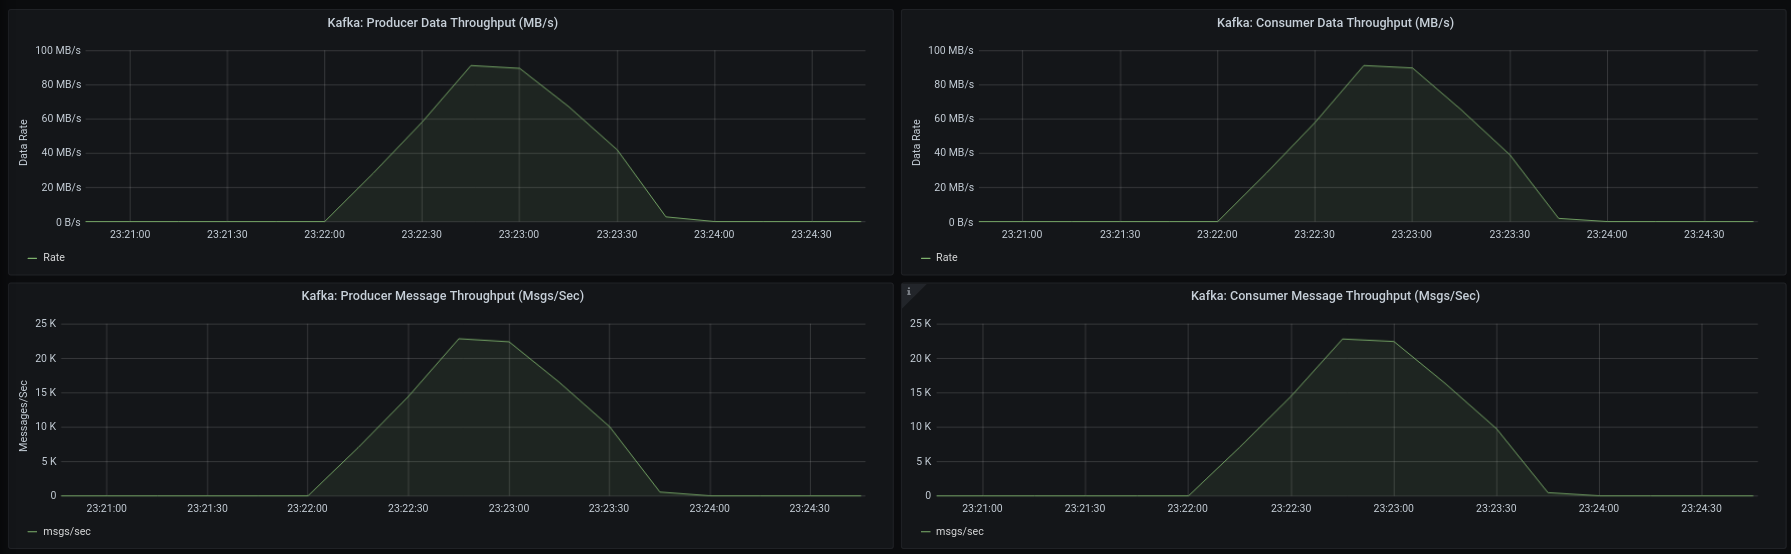 Kafka: Producer Data Throughput (MB/s)
100 MB/s
80 MB/s
60 MB/s
40 MB/s
20 MB/s
0 B/s
Data Rate
23:21:00 23:21:30 23:22:00 23:22:30 23:23:00 23:23:30 23:24:00 23:24:30
Rate
Kafka: Consumer Data Throughput (MB/s)
100 MB/s
80 MB/s
60 MB/s
40 MB/s
20 MB/s
0 B/s
Data Rate
23:21:00 23:21:30 23:22:00 23:22:30 23:23:00 23:23:30 23:24:00 23:24:30
Rate
Kafka: Producer Message Throughput (Msgs/Sec)
25 K
20 K
15 K
10 K
5 K
0
Messages/Sec
23:21:00 23:21:30 23:22:00 23:22:30 23:23:00 23:23:30 23:24:00 23:24:30
msgs/sec
i
Kafka: Consumer Message Throughput (Msgs/Sec)
25 K
20 K
15 K
10 K
5 K
0
23:21:00 23:21:30 23:22:00 23:22:30 23:23:00 23:23:30 23:24:00 23:24:30
msgs/sec